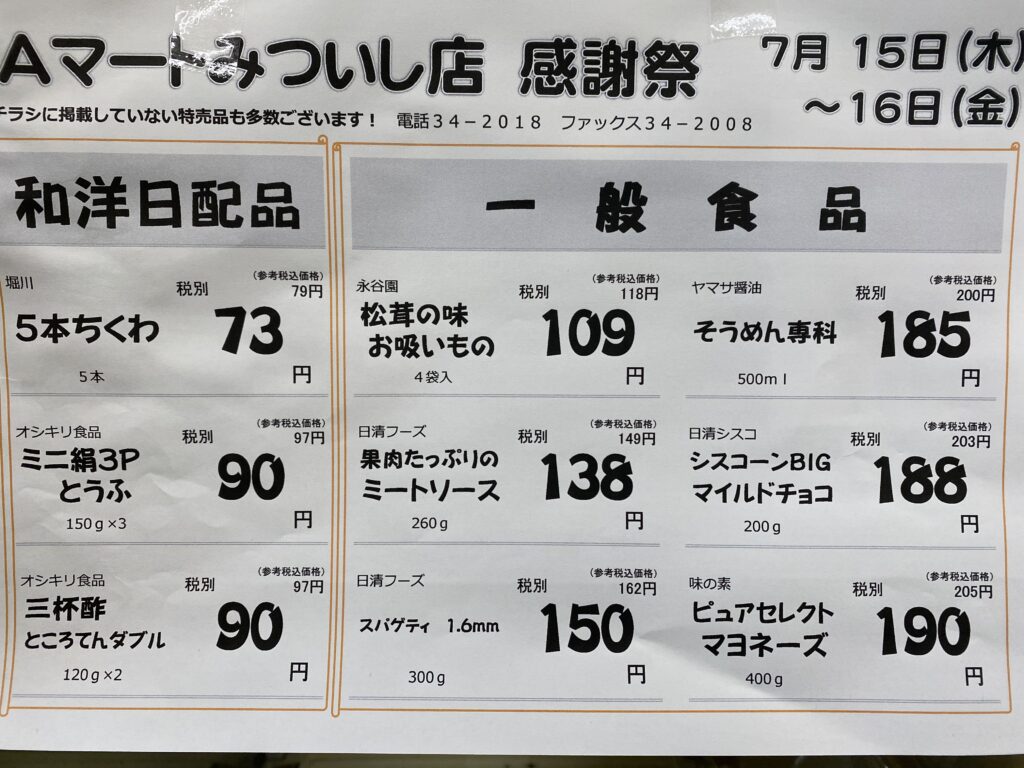 Aマートみついし店 感謝祭 7月 15日(木)
～16日(金)
チラシに掲載していない特売品も多数ございます! 電話34－2018 ファックス34－2008
和洋日配品
堀川
税別
(参考税込価格)
79円
5本ちくわ
73
5本
円
オシキリ食品
税別
(参考税込価格)
97円
ミニ絹3P
とうふ
90
150g×3
円
オシキリ食品
税別
(参考税込価格)
97円
三杯酢
ところてんダブル
90
120g×2
円
一般食品
永谷園
税別
(参考税込価格)
118円
松茸の味
お吸いもの
109
4袋入
円
ヤマサ醤油
税別
(参考税込価格)
200円
そうめん専科
185
500ml
円
日清フーズ
税別
(参考税込価格)
149円
果肉たっぷりの
ミートソース
138
260g
円
日清シスコ
税別
(参考税込価格)
203円
シスコーンBIG
マイルドチョコ
188
200g
円
日清フーズ
税別
(参考税込価格)
162円
スパゲティ 1.6mm
150
300g
円
味の素
税別
(参考税込価格)
205円
ピュアセレクト
マヨネーズ
190
400g
円